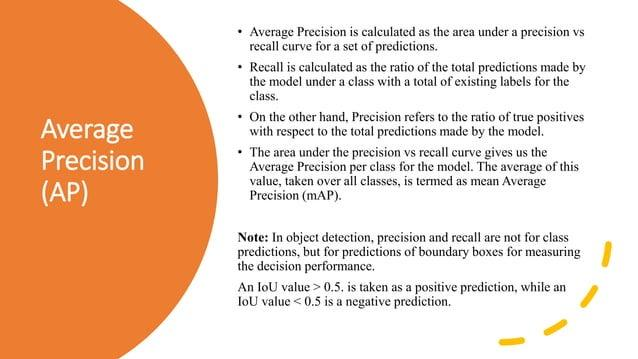 Average
Precision
(AP)
• Average Precision is calculated as the area under a precision vs
recall curve for a set of predictions.
• Recall is calculated as the ratio of the total predictions made by
the model under a class with a total of existing labels for the
class.
• On the other hand, Precision refers to the ratio of true positives
with respect to the total predictions made by the model.
• The area under the precision vs recall curve gives us the
Average Precision per class for the model. The average of this
value, taken over all classes, is termed as mean Average
Precision (mAP).
Note: In object detection, precision and recall are not for class
predictions, but for predictions of boundary boxes for measuring
the decision performance.
An IoU value > 0.5. is taken as a positive prediction, while an
IoU value < 0.5 is a negative prediction.